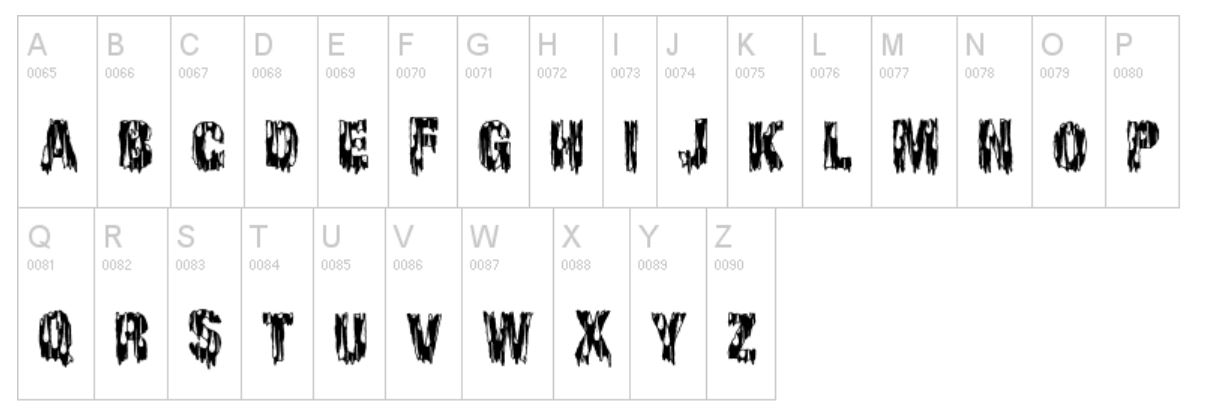 A B C D E F G H I J K L M N O P
0065 0066 0067 0068 0069 0070 0071 0072 0073 0074 0075 0076 0077 0078 0079 0080
A B C D E F G H I J K L M N O P
Q R S T U V W X Y Z
0081 0082 0083 0084 0085 0086 0087 0088 0089 0090
Q R S T U V W X Y Z